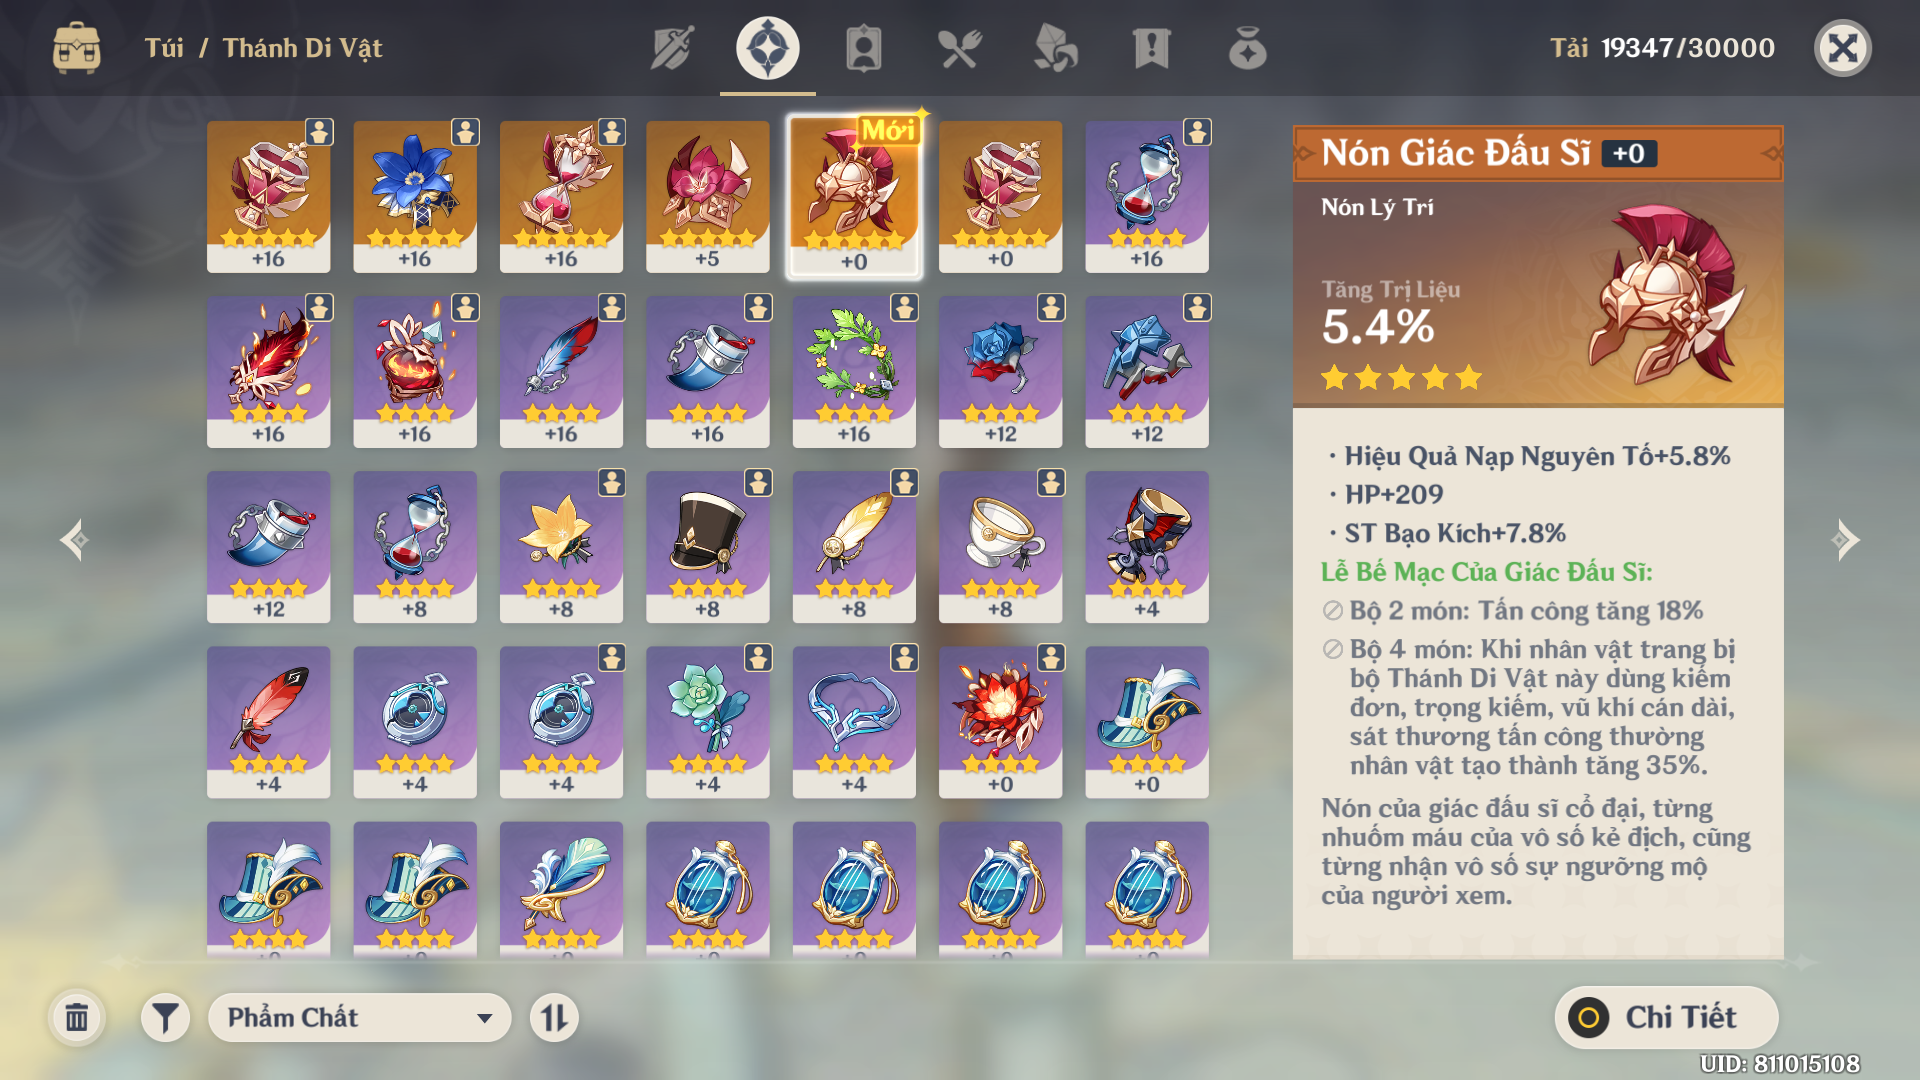 Túi / Thánh Di Vật
Tải 19347/30000
Mới
+16
+16
+16
+5
+0
+0
+16
+16
+16
+16
+16
+16
+12
+12
+12
+8
+8
+8
+8
+8
+4
+4
+4
+4
+4
+4
+0
+0
Nón Giác Đấu Sĩ +0
Nón Lý Trí
Tăng Trị Liệu
5.4%
· Hiệu Quả Nạp Nguyên Tố+5.8%
· HP+209
· ST Bạo Kích+7.8%
Lễ Bế Mạc Của Giác Đấu Sĩ:
Bộ 2 món: Tấn công tăng 18%
Bộ 4 món: Khi nhân vật trang bị
bộ Thánh Di Vật này dùng kiếm
đơn, trọng kiếm, vũ khí cán dài,
sát thương tấn công thường
nhân vật tạo thành tăng 35%.
Nón của giác đấu sĩ cổ đại, từng
nhuốm máu của vô số kẻ địch, cũng
từng nhận vô số sự ngưỡng mộ
của người xem.
Phẩm Chất
Chi Tiết
UID: 811015108